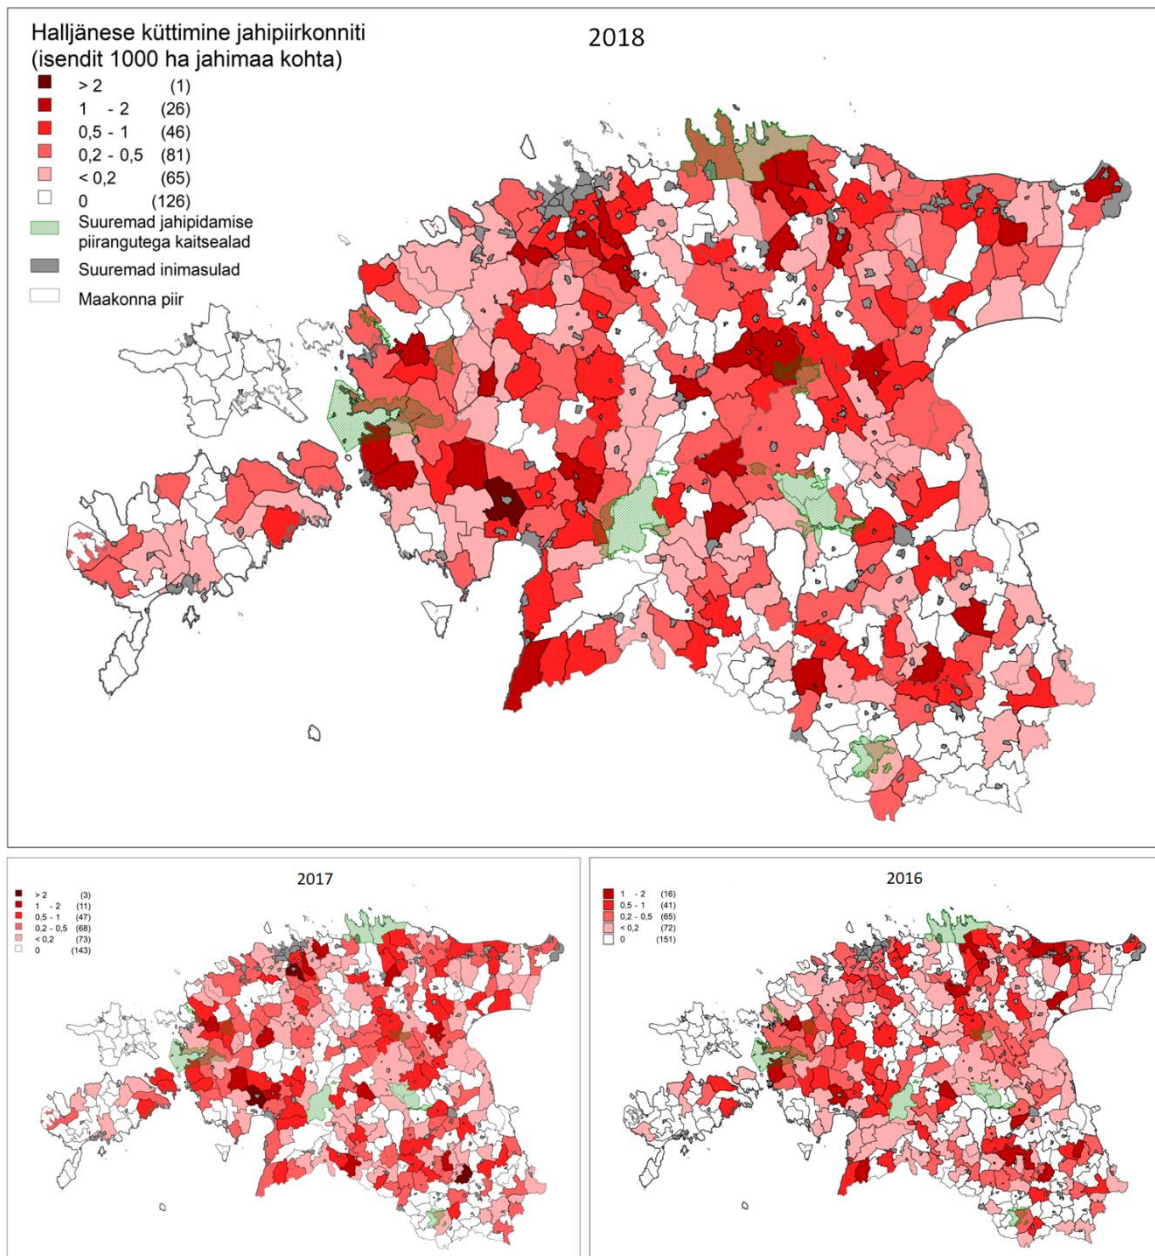 Halljänese küttimine jahipiirkonniti
(isendit 1000 ha jahimaa kohta)
2018
> 2 (1)
1 - 2 (26)
0,5 - 1 (46)
0,2 - 0,5 (81)
< 0,2 (65)
0 (126)
Suuremad jahipidamise
piirangutega kaitsealad
Suuremad inimasulad
Maakonna piir
2017
> 2 (3)
1 - 2 (11)
0,5 - 1 (47)
0,2 - 0,5 (68)
< 0,2 (73)
0 (143)
2016
1 - 2 (16)
0,5 - 1 (41)
0,2 - 0,5 (65)
< 0,2 (72)
0 (151)